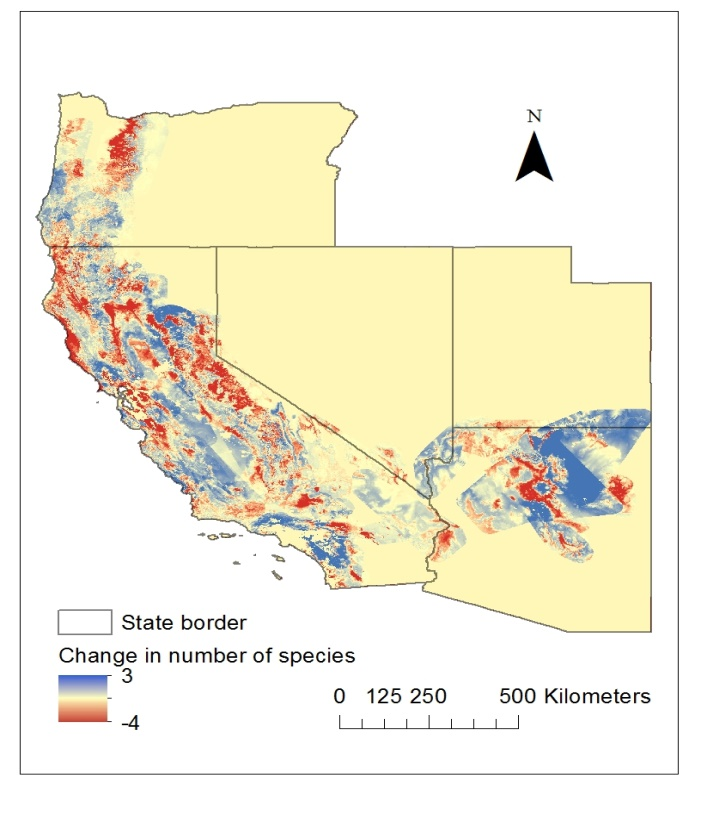 N
State border
Change in number of species
3
-4
0 125 250 500 Kilometers